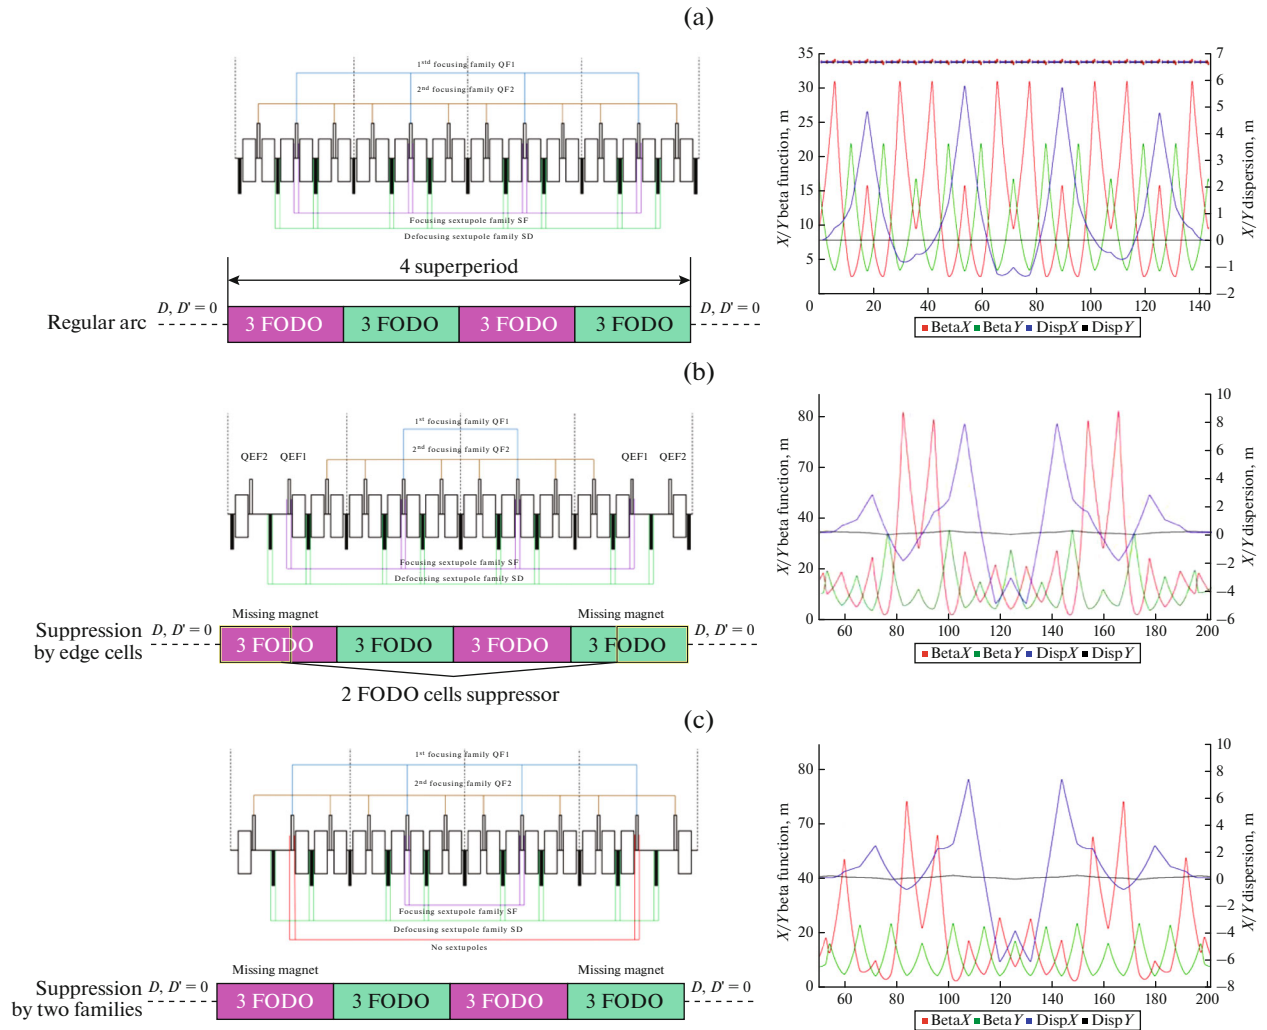 (a)
1std focusing family QF1
2nd focusing family QF2
Focusing sextupole family SF
Defocusing sextupole family SD
4 superperiod
D, D′ = 0
D, D′ = 0
Regular arc
3 FODO
3 FODO
3 FODO
3 FODO
X/Y beta function, m
35
30
25
20
15
10
5
0
20
40
60
80
100
120
140
7
6
5
4
3
2
1
0
−1
−2
X/Y dispersion, m
BetaX BetaY DispX DispY
(b)
1st focusing family QF1
2nd focusing family QF2
QEF2 QEF1
QEF1 QEF2
Focusing sextupole family SF
Defocusing sextupole family SD
Missing magnet
Missing magnet
Suppression
by edge cells
D, D′ = 0
3 FODO
3 FODO
3 FODO
3 FODO
D, D′ = 0
2 FODO cells suppressor
X/Y beta function, m
80
70
40
20
0
60
80
100
120
140
160
180
200
10
8
6
4
2
0
−2
−4
−6
X/Y dispersion, m
BetaX BetaY DispX DispY
(c)
1st focusing family QF1
2nd focusing family QF2
Focusing sextupole family SF
Defocusing sextupole family SD
No sextupoles
Missing magnet
Missing magnet
Suppression
by two families
D, D′ = 0
3 FODO
3 FODO
3 FODO
3 FODO
D, D′ = 0
X/Y beta function, m
80
70
40
20
0
60
80
100
120
140
160
180
200
10
8
6
4
2
0
−2
−4
−6
−8
X/Y dispersion, m
BetaX BetaY DispX DispY